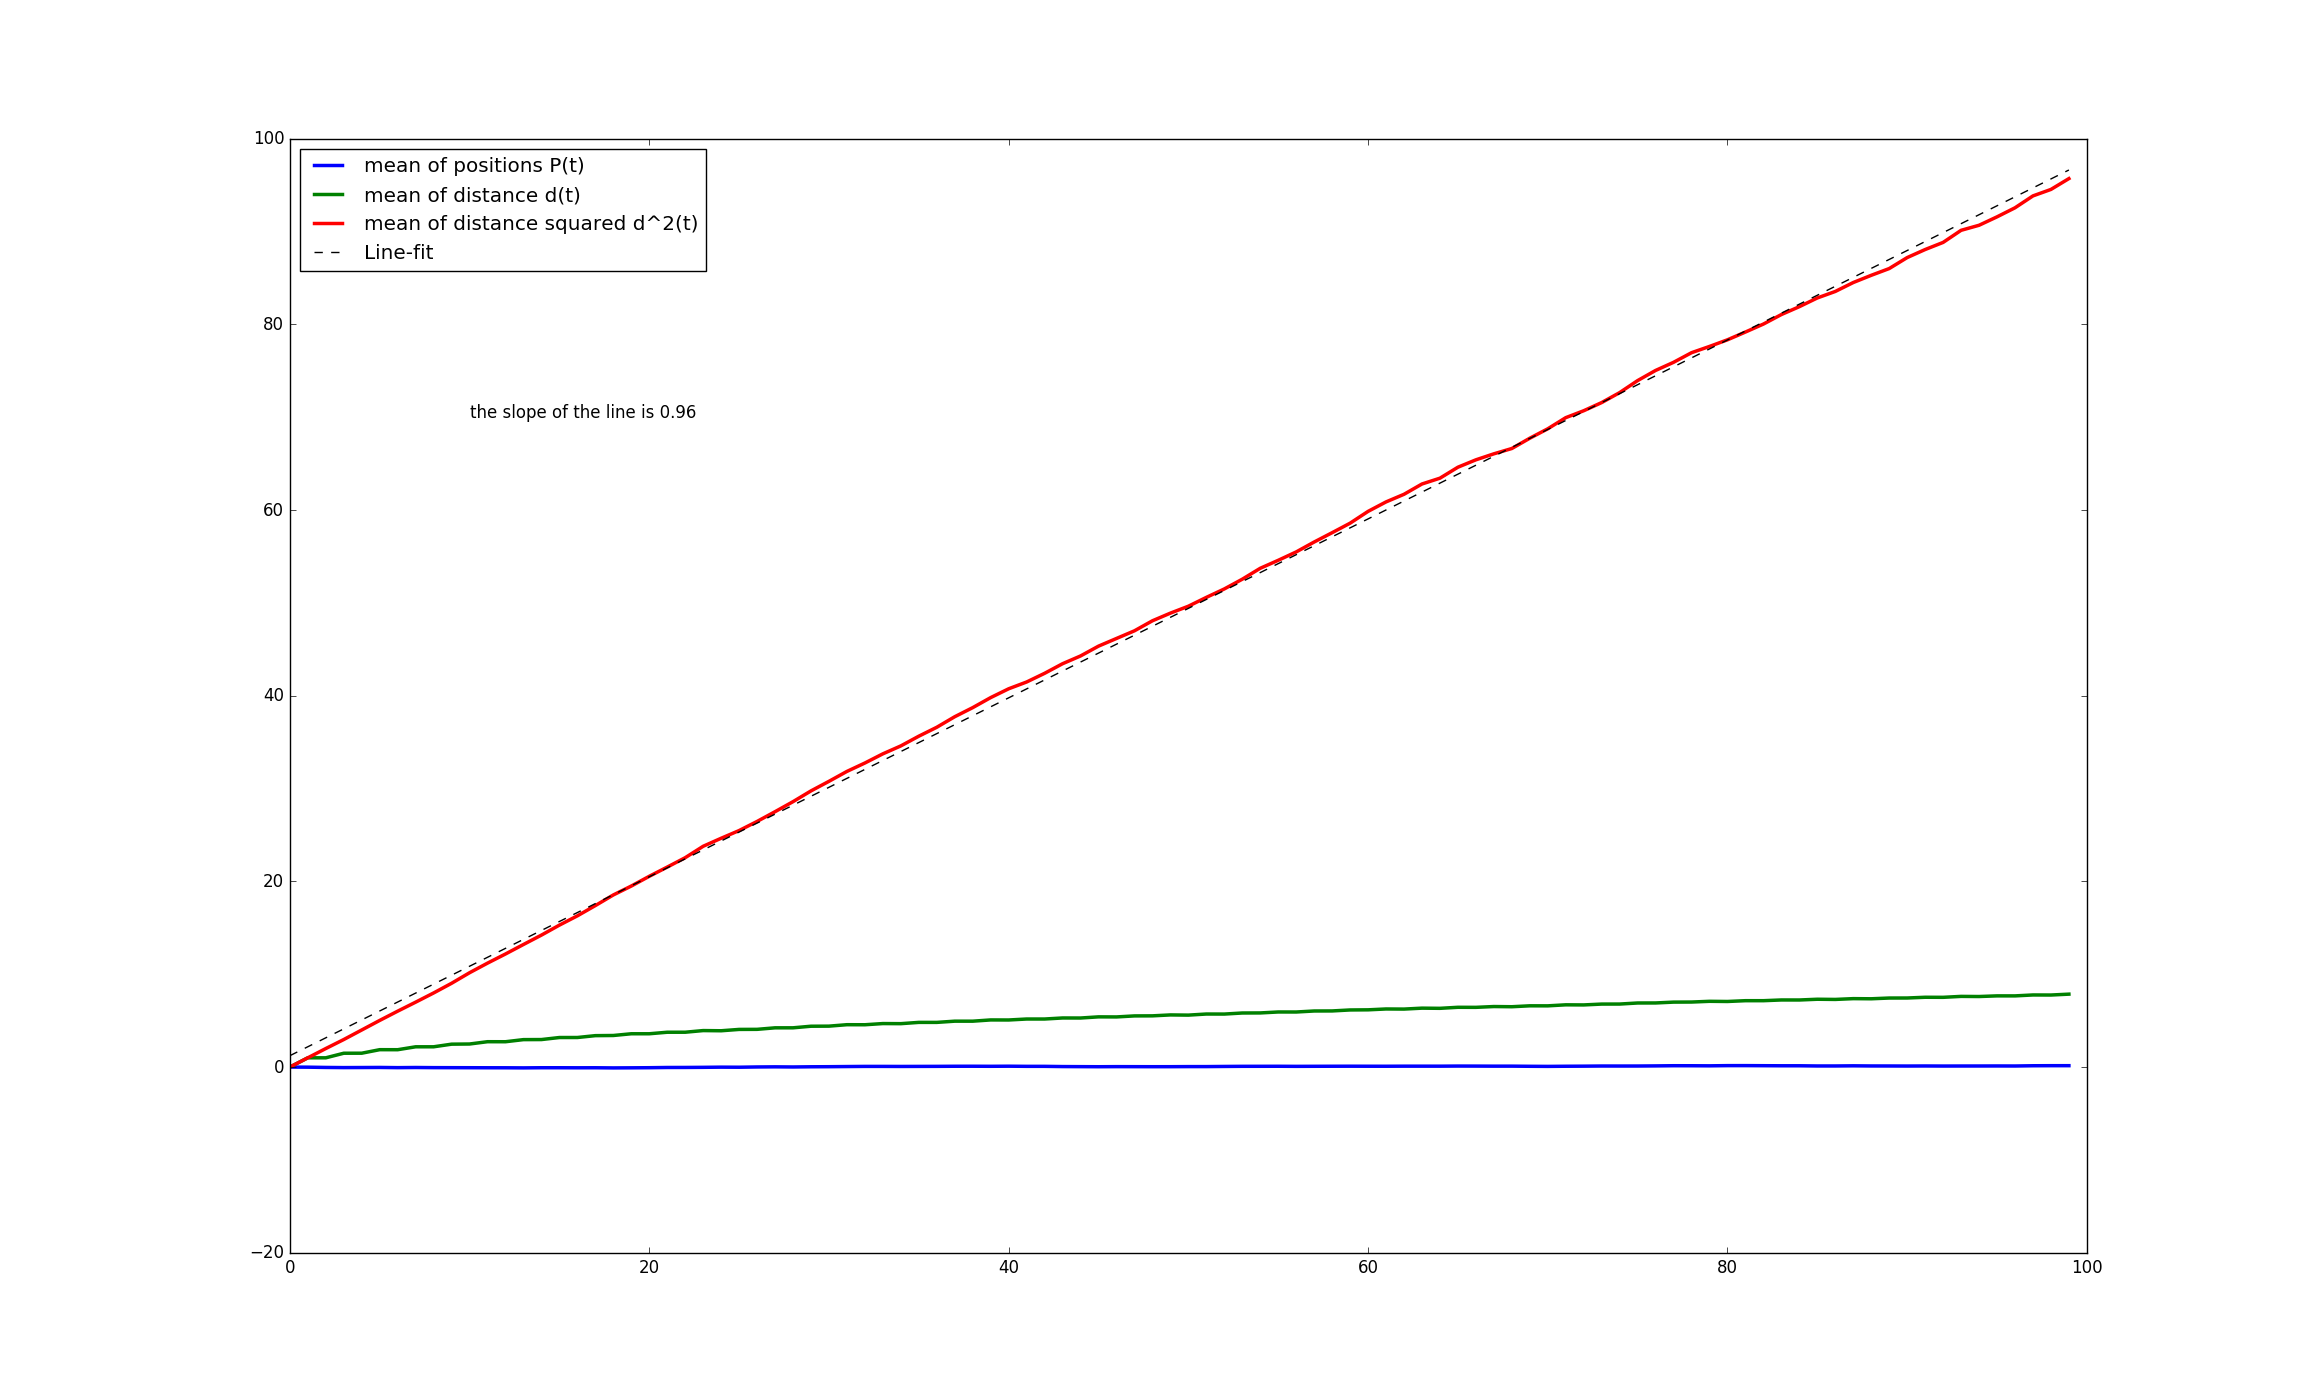 100
mean of positions P(t)
mean of distance d(t)
mean of distance squared d^2(t)
Line-fit
80
the slope of the line is 0.96
60
40
20
0
−20
0 20 40 60 80 100